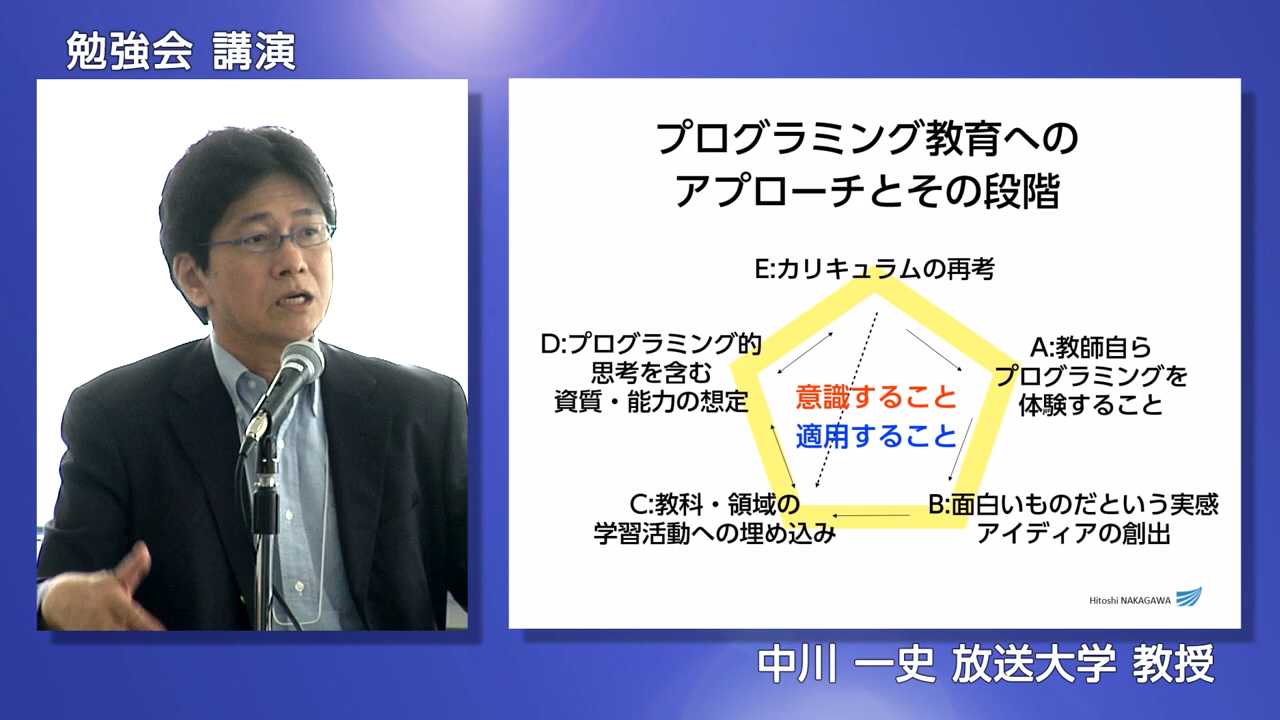 勉強会 講演
プログラミング教育への
アプローチとその段階
E:カリキュラムの再考
D:プログラミング的
思考を含む
資質・能力の想定
A:教師自ら
プログラミングを
体験すること
意識すること
適用すること
C:教科・領域の
学習活動への埋め込み
B:面白いものだという実感
アイディアの創出
Hitoshi NAKAGAWA
中川 一史 放送大学 教授